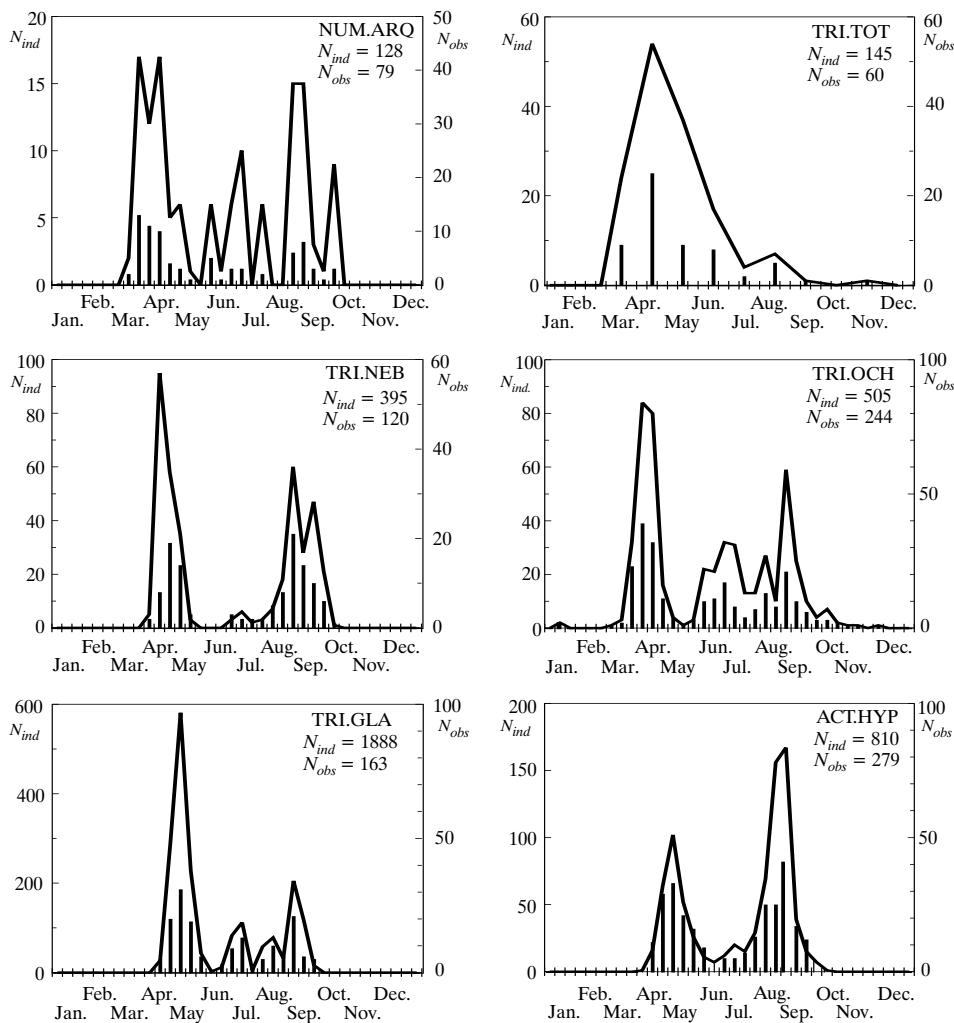 20
50
NUM.ARQ
N_ind
N_obs
N_ind = 128
N_obs = 79
15
40
10
30
20
5
10
0
0
Feb. Apr. Jun. Aug. Oct. Dec.
Jan. Mar. May Jul. Sep. Nov.
60
60
TRI.TOT
N_ind
N_obs
N_ind = 145
N_obs = 60
40
40
20
20
0
0
Feb. Apr. Jun. Aug. Oct. Dec.
Jan. Mar. May Jul. Sep. Nov.
100
60
TRI.NEB
N_ind
N_obs
N_ind = 395
N_obs = 120
80
60
40
40
20
20
0
0
Feb. Apr. Jun. Aug. Oct. Dec.
Jan. Mar. May Jul. Sep. Nov.
100
100
TRI.OCH
N_ind.
N_obs
N_ind = 505
N_obs = 244
80
60
50
40
20
0
0
Feb. Apr. Jun. Aug. Oct. Dec.
Jan. Mar. May Jul. Sep. Nov.
600
100
TRI.GLA
N_ind
N_obs
N_ind = 1888
N_obs = 163
400
50
200
0
0
Feb. Apr. Jun. Aug. Oct. Dec.
Jan. Mar. May Jul. Sep. Nov.
200
100
ACT.HYP
N_ind
N_obs
N_ind = 810
N_obs = 279
150
100
50
50
0
0
Feb. Apr. Jun. Aug. Oct. Dec.
Jan. Mar. May Jul. Sep. Nov.